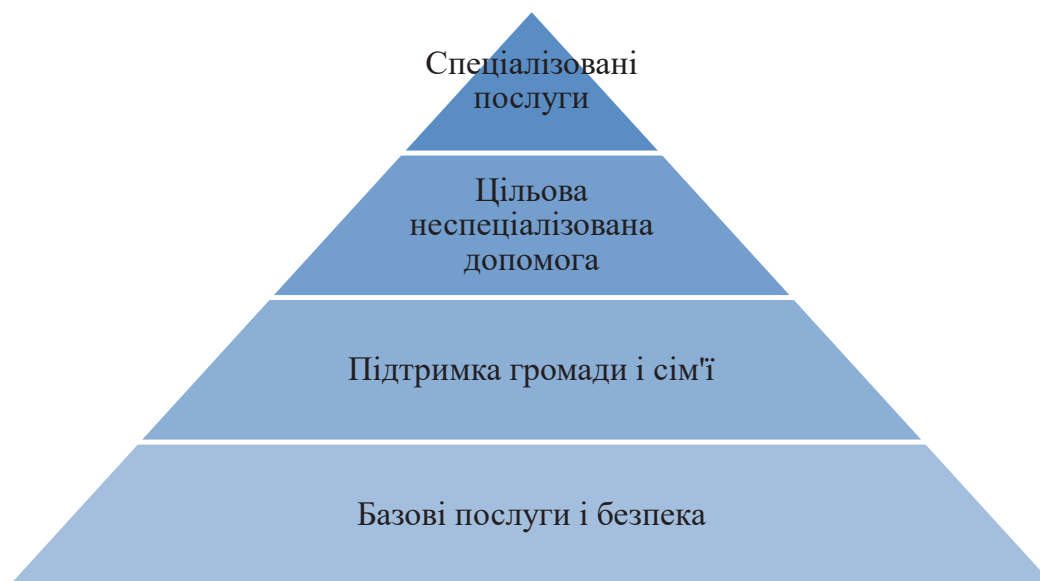 Спеціалізовані
послуги
Цільова
неспеціалізована
допомога
Підтримка громади і сім'ї
Базові послуги і безпека